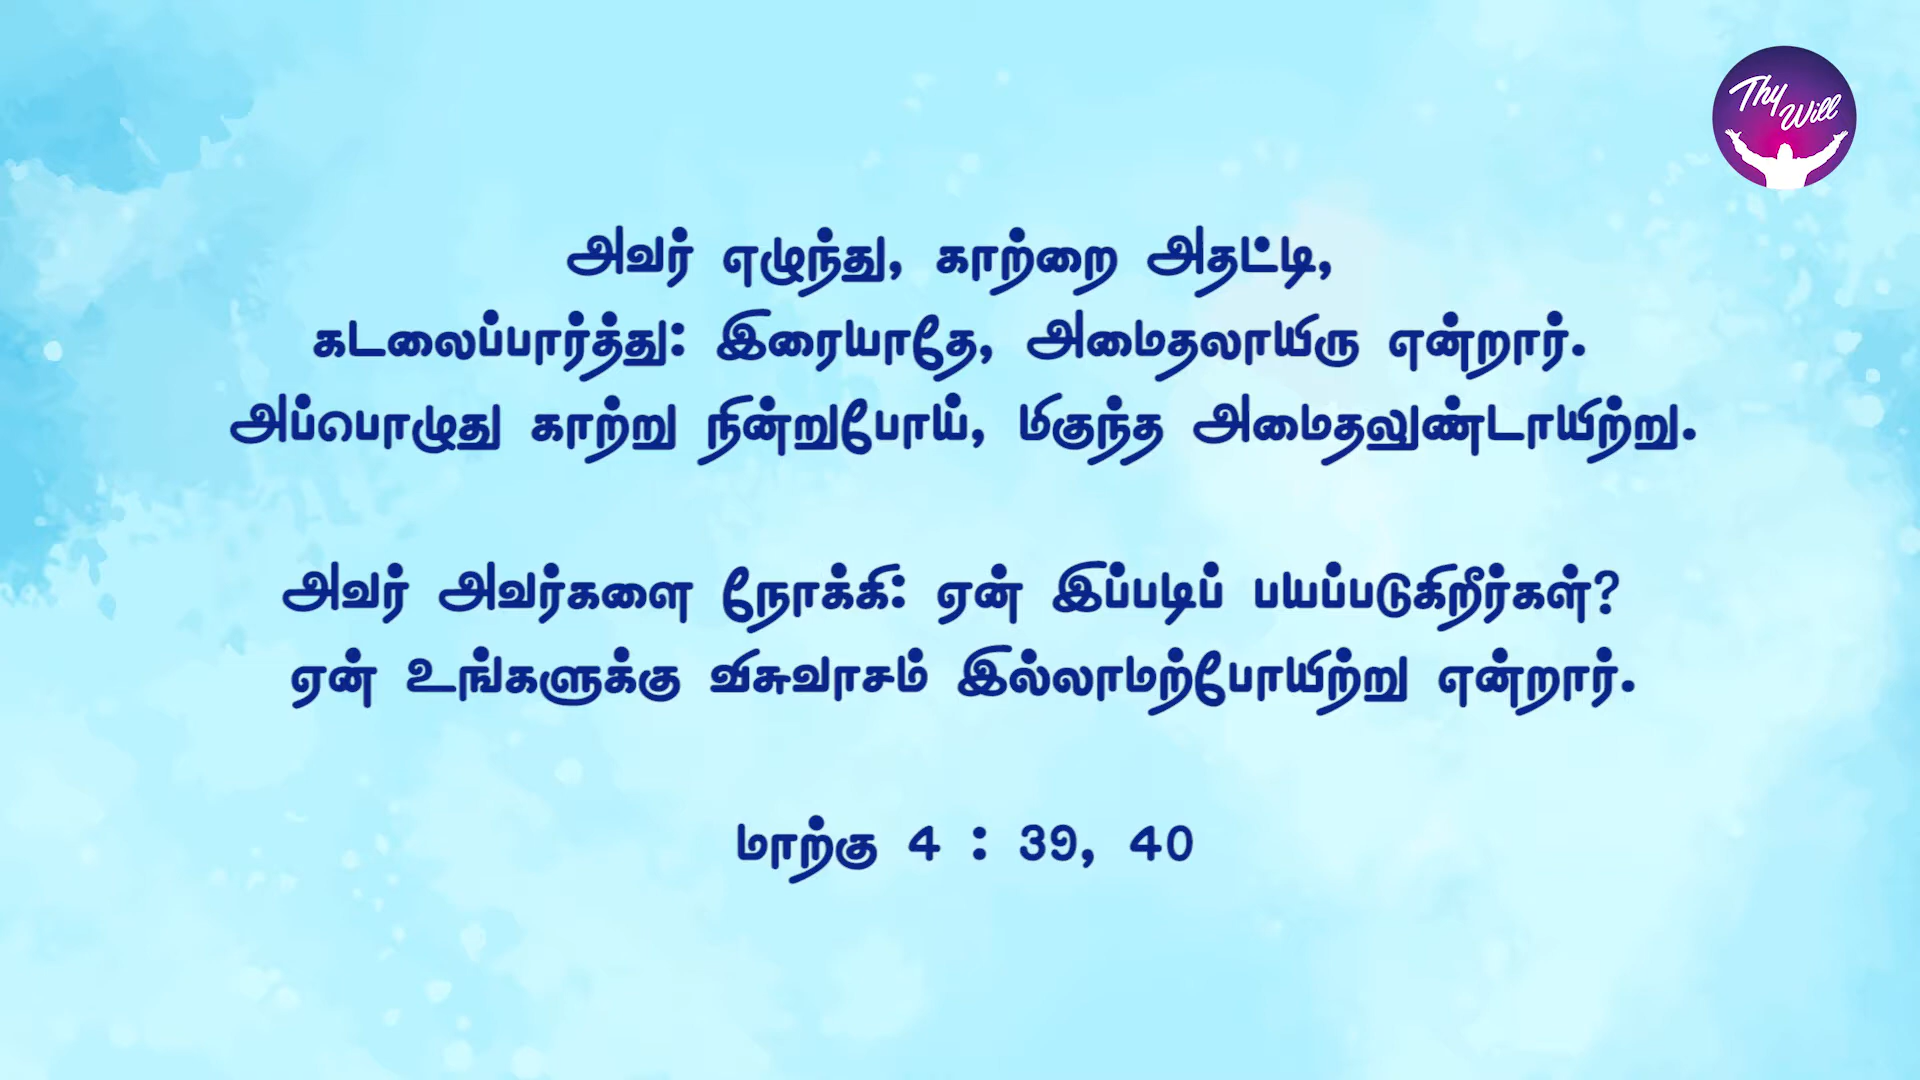 Thy Will
அவர் எழுந்து, காற்றை அதட்டி,
கடலைப்பார்த்து: இரையாதே, அமைதலாயிரு என்றார்.
அப்பொழுது காற்று நின்றுபோய், மிகுந்த அமைதலுண்டாயிற்று.
அவர் அவர்களை நோக்கி: ஏன் இப்படிப் பயப்படுகிறீர்கள்?
ஏன் உங்களுக்கு விசுவாசம் இல்லாமற்போயிற்று என்றார்.
மாற்கு 4 : 39, 40